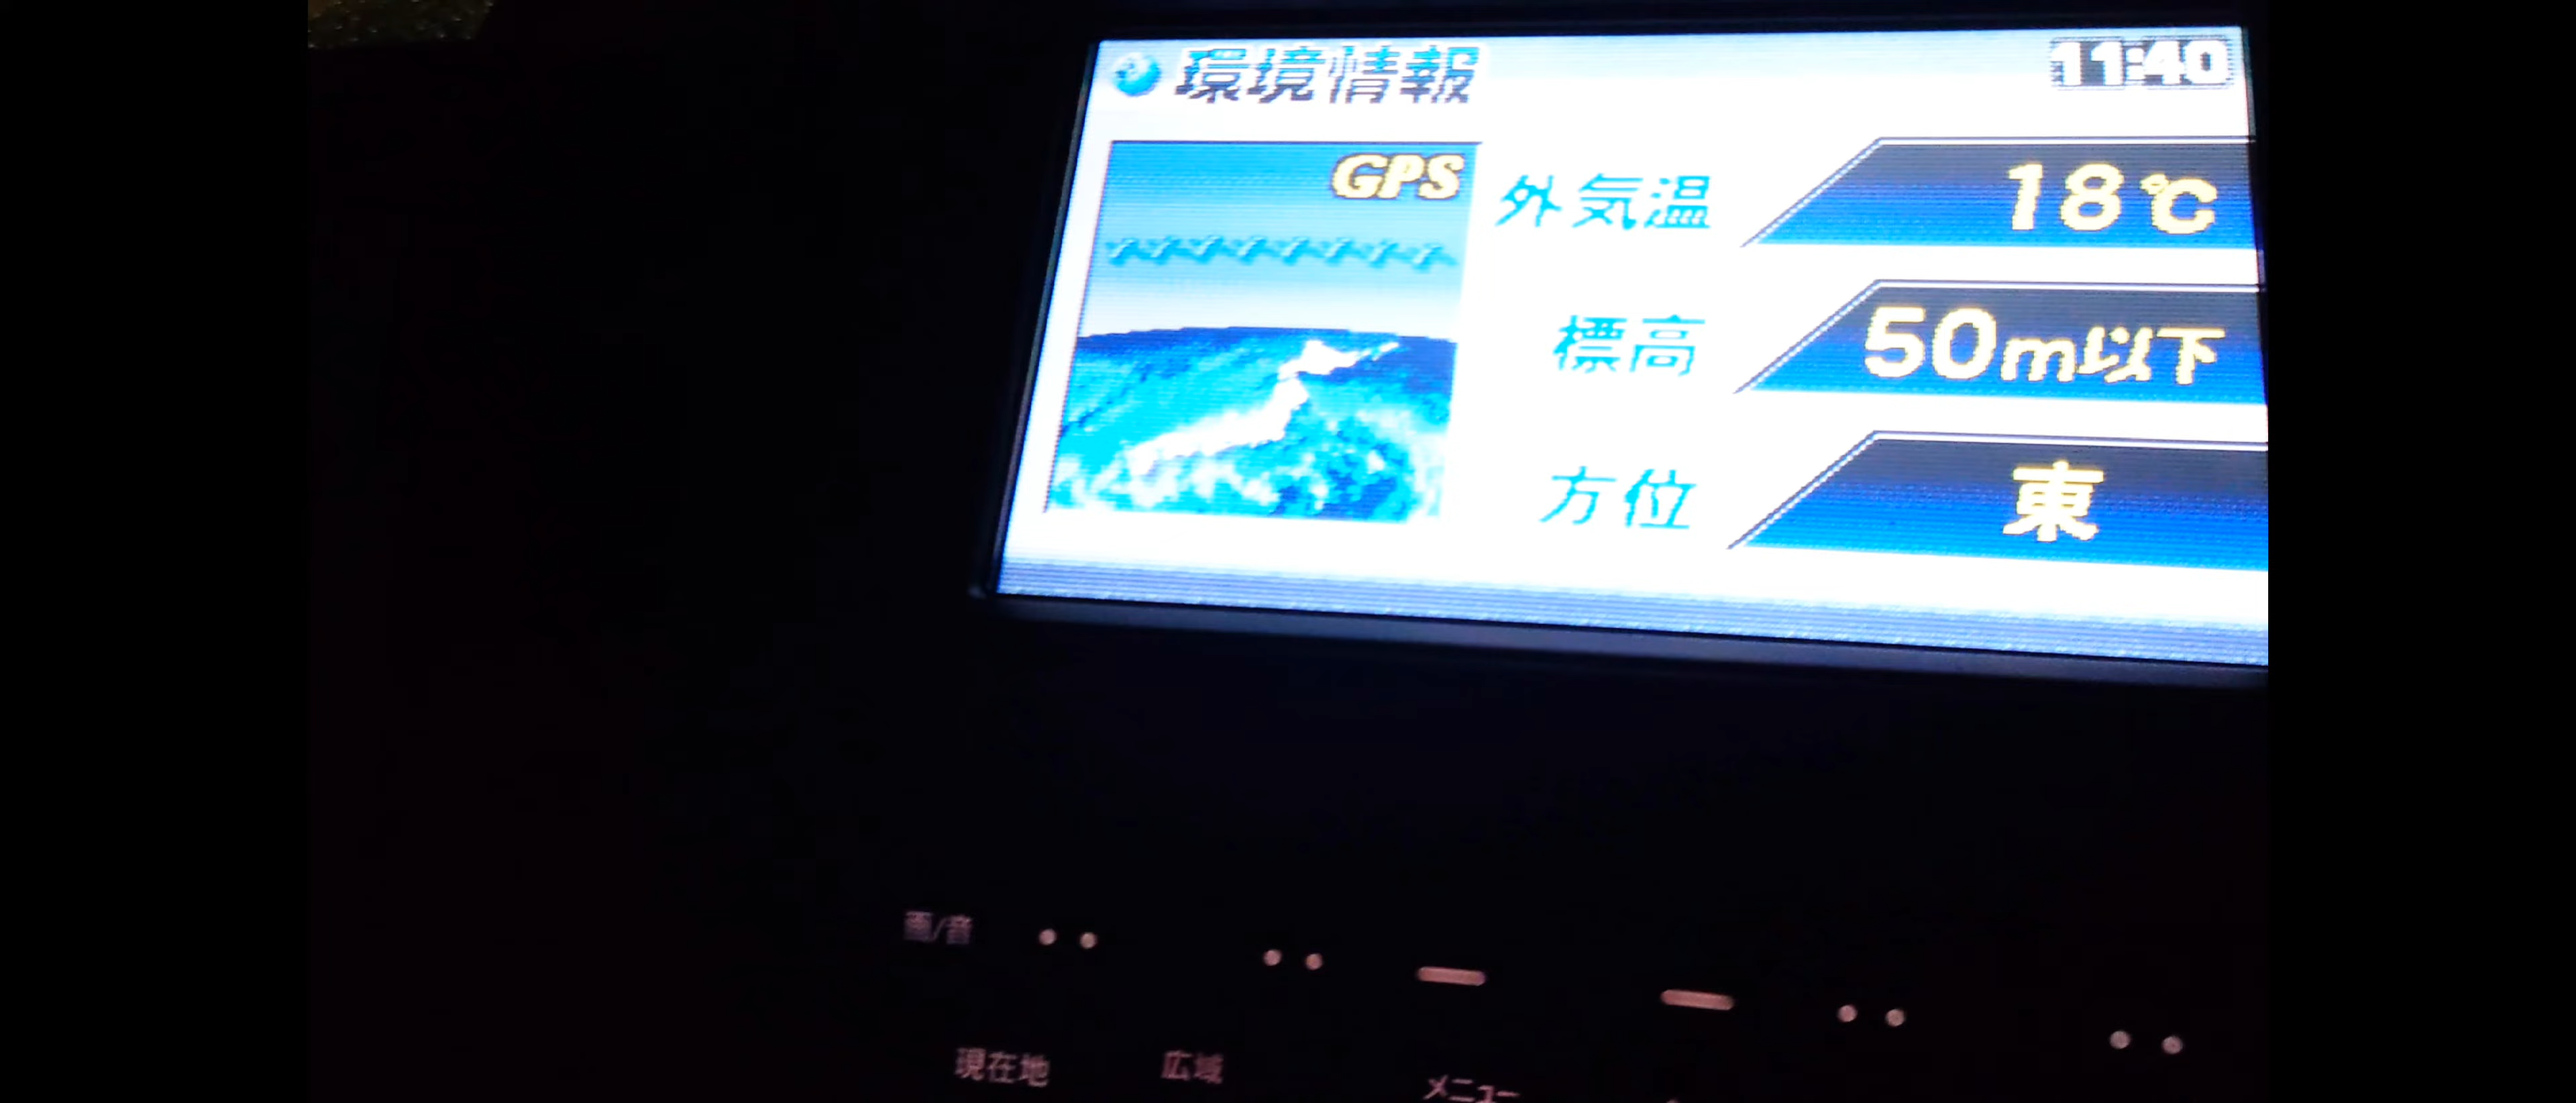 環境情報
11:40
GPS
外気温 18℃
標高 50m以下
方位 東
画/音
現在地 広域 メニュー